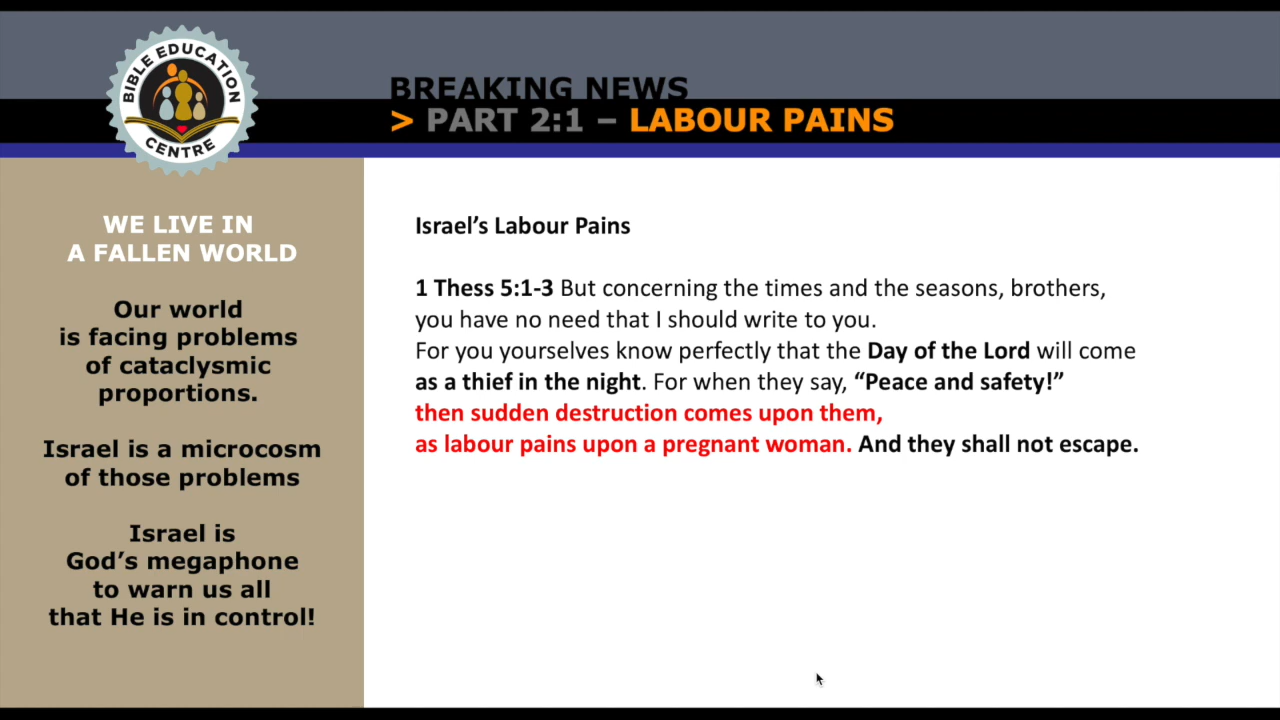 BIBLE EDUCATION
CENTRE
BREAKING NEWS
> PART 2:1 – LABOUR PAINS
WE LIVE IN
A FALLEN WORLD
Our world
is facing problems
of cataclysmic
proportions.
Israel is a microcosm
of those problems
Israel is
God's megaphone
to warn us all
that He is in control!
Israel’s Labour Pains
1 Thess 5:1-3 But concerning the times and the seasons, brothers,
you have no need that I should write to you.
For you yourselves know perfectly that the Day of the Lord will come
as a thief in the night. For when they say, “Peace and safety!”
then sudden destruction comes upon them,
as labour pains upon a pregnant woman. And they shall not escape.